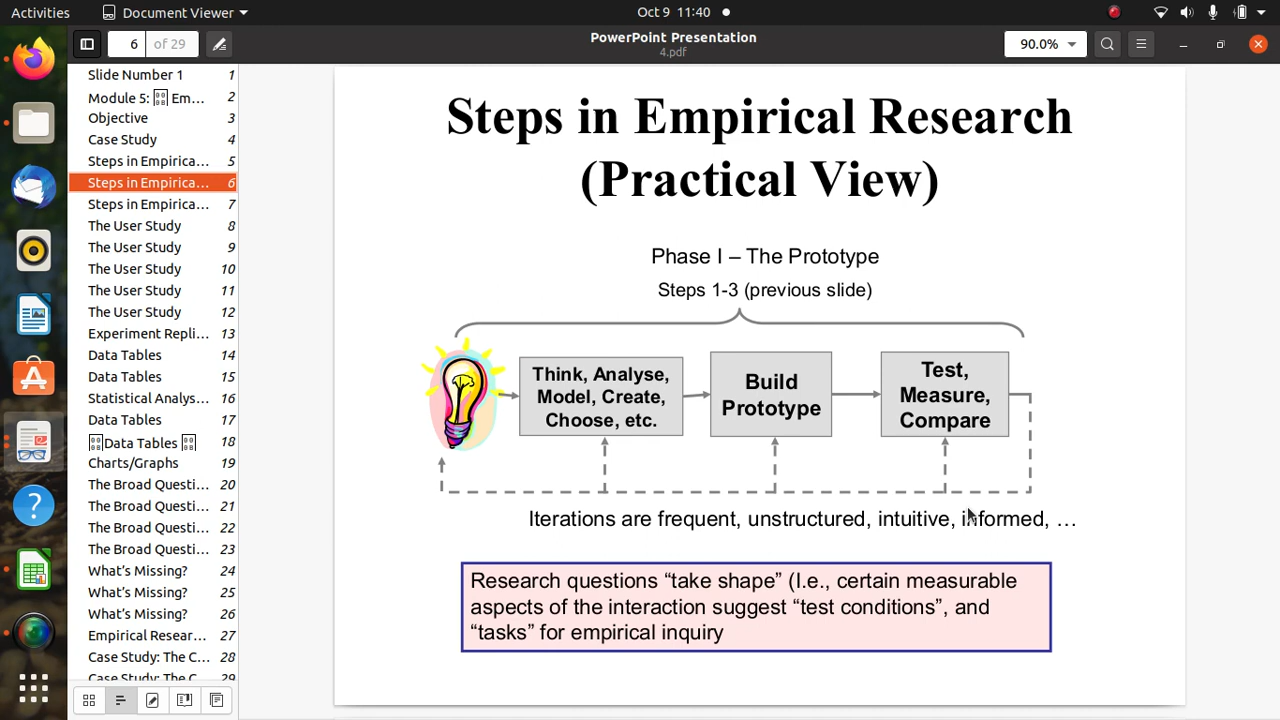 Activities
Document Viewer
Oct 9 11:40
6
of 29
PowerPoint Presentation
4.pdf
90.0%
Slide Number 1 1
Module 5: Em... 2
Objective 3
Case Study 4
Steps in Empirica... 5
Steps in Empirica... 6
Steps in Empirica... 7
The User Study 8
The User Study 9
The User Study 10
The User Study 11
The User Study 12
Experiment Repli... 13
Data Tables 14
Data Tables 15
Statistical Analys... 16
Data Tables 17
Data Tables 18
Charts/Graphs 19
The Broad Questi... 20
The Broad Questi... 21
The Broad Questi... 22
The Broad Questi... 23
What's Missing? 24
What's Missing? 25
What's Missing? 26
Empirical Resear... 27
Case Study: The C... 28
Case Study: The C... 29
Steps in Empirical Research
(Practical View)
Phase I – The Prototype
Steps 1-3 (previous slide)
Think, Analyse,
Model, Create,
Choose, etc.
Build
Prototype
Test,
Measure,
Compare
Iterations are frequent, unstructured, intuitive, informed, …
Research questions “take shape” (I.e., certain measurable
aspects of the interaction suggest “test conditions”, and
“tasks” for empirical inquiry